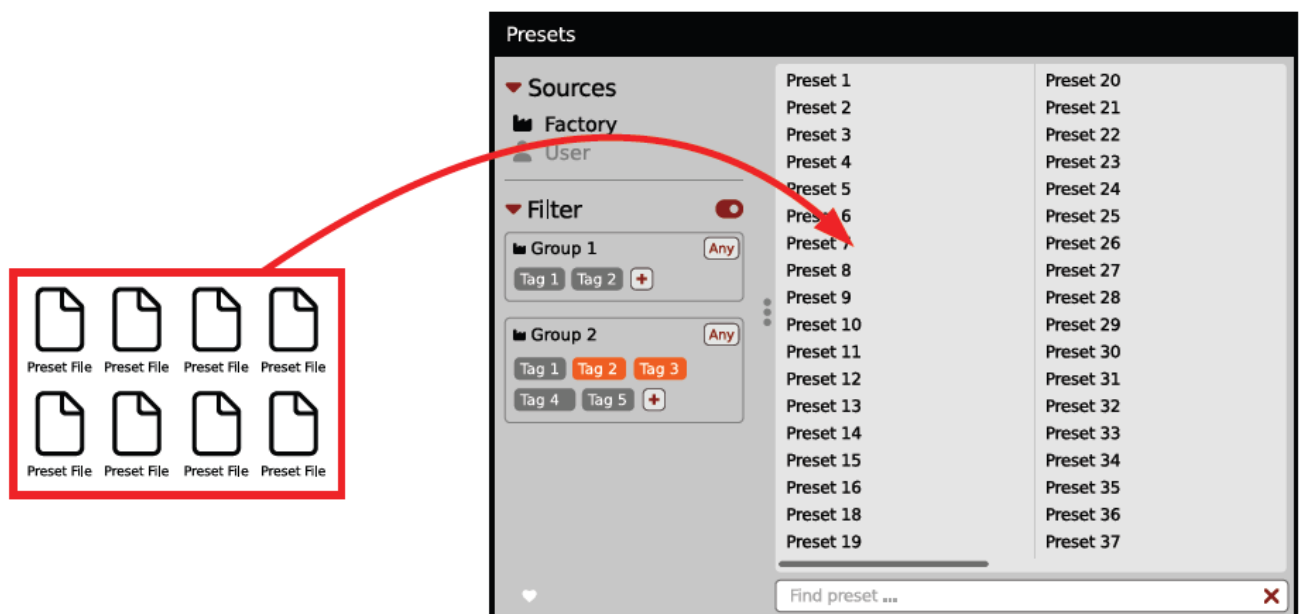 Presets
Sources
Factory
User
Filter
Group 1 Any
Tag 1 Tag 2
Group 2 Any
Tag 1 Tag 2 Tag 3
Tag 4 Tag 5
Preset 1
Preset 2
Preset 3
Preset 4
Preset 5
Preset 6
Preset 7
Preset 8
Preset 9
Preset 10
Preset 11
Preset 12
Preset 13
Preset 14
Preset 15
Preset 16
Preset 18
Preset 19
Preset 20
Preset 21
Preset 22
Preset 23
Preset 24
Preset 25
Preset 26
Preset 27
Preset 28
Preset 29
Preset 30
Preset 31
Preset 32
Preset 33
Preset 34
Preset 35
Preset 36
Preset 37
Find preset ...
Preset File Preset File Preset File Preset File
Preset File Preset File Preset File Preset File